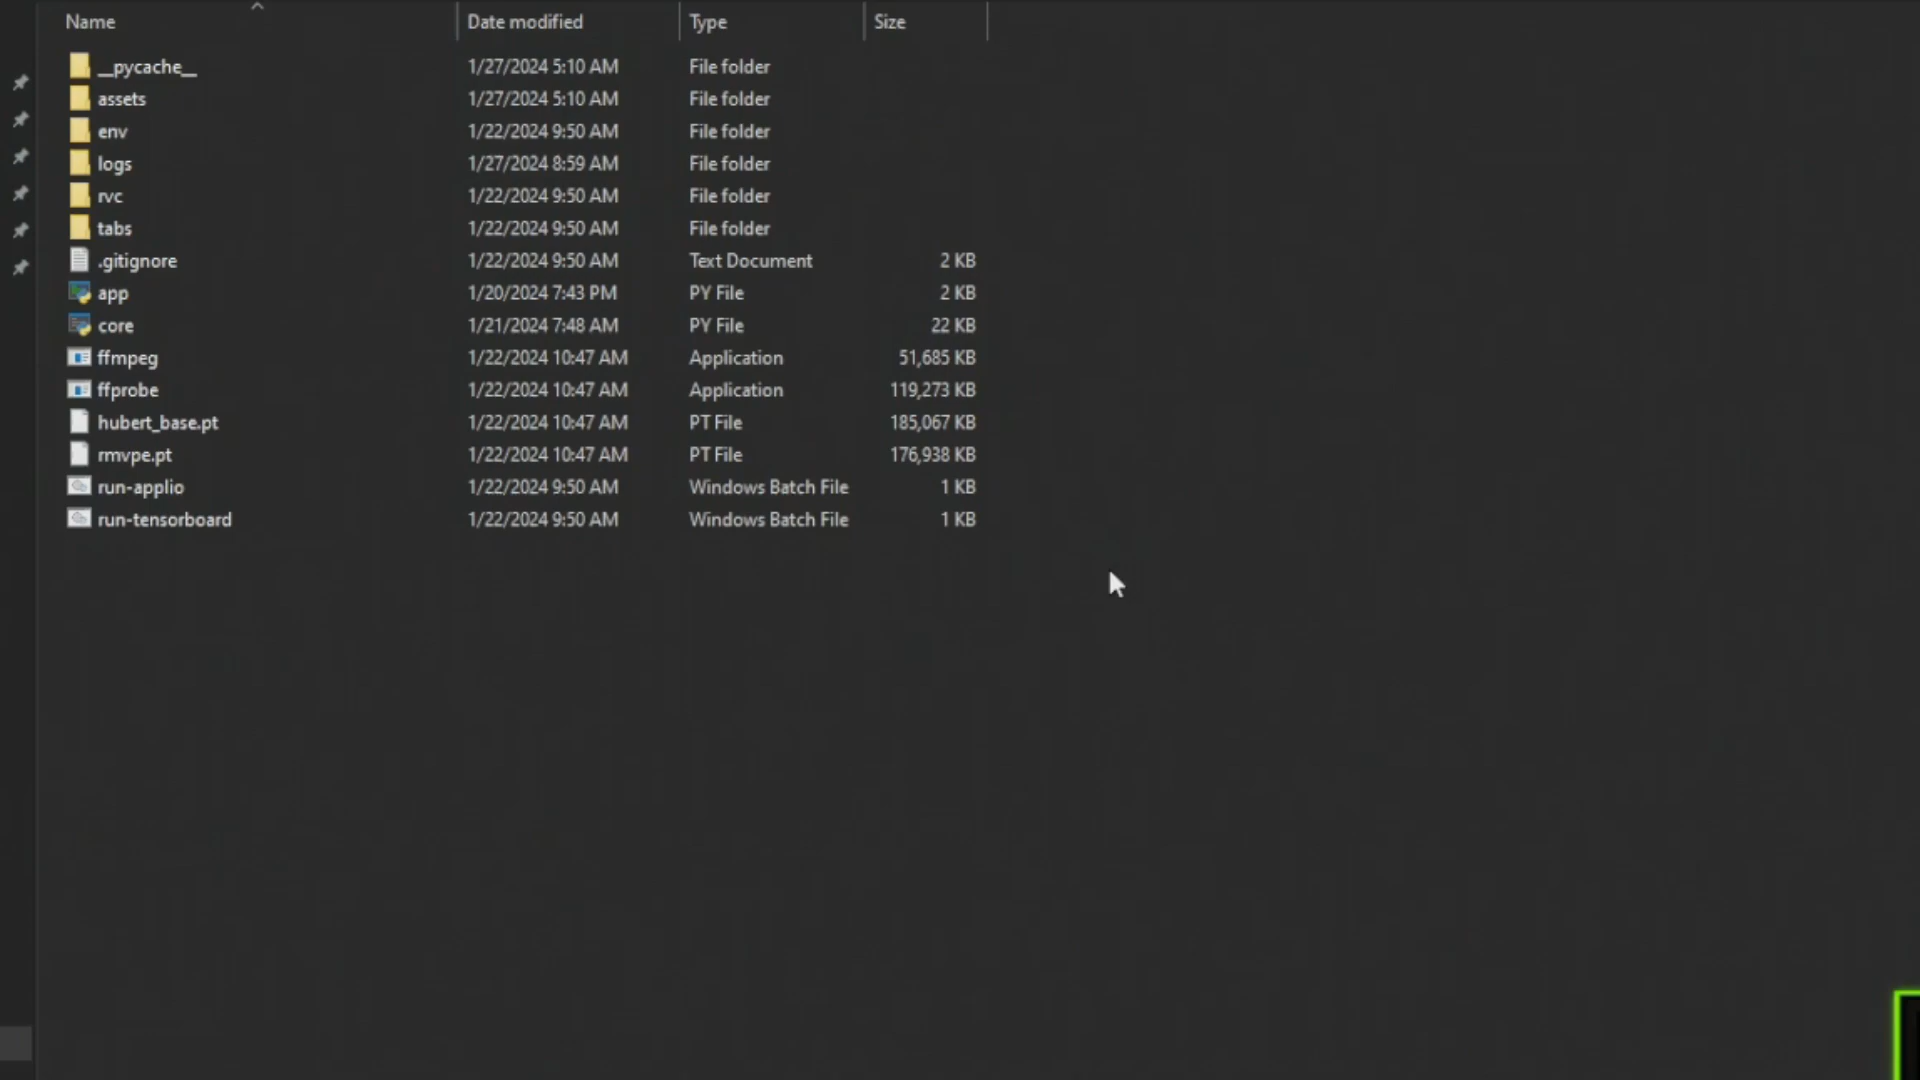 Name Date modified Type Size
__pycache__ 1/27/2024 5:10 AM File folder
assets 1/27/2024 5:10 AM File folder
env 1/22/2024 9:50 AM File folder
logs 1/27/2024 8:59 AM File folder
rvc 1/22/2024 9:50 AM File folder
tabs 1/22/2024 9:50 AM File folder
.gitignore 1/22/2024 9:50 AM Text Document 2 KB
app 1/20/2024 7:43 PM PY File 2 KB
core 1/21/2024 7:48 AM PY File 22 KB
ffmpeg 1/22/2024 10:47 AM Application 51,685 KB
ffprobe 1/22/2024 10:47 AM Application 119,273 KB
hubert_base.pt 1/22/2024 10:47 AM PT File 185,067 KB
rmvpe.pt 1/22/2024 10:47 AM PT File 176,938 KB
run-applio 1/22/2024 9:50 AM Windows Batch File 1 KB
run-tensorboard 1/22/2024 9:50 AM Windows Batch File 1 KB